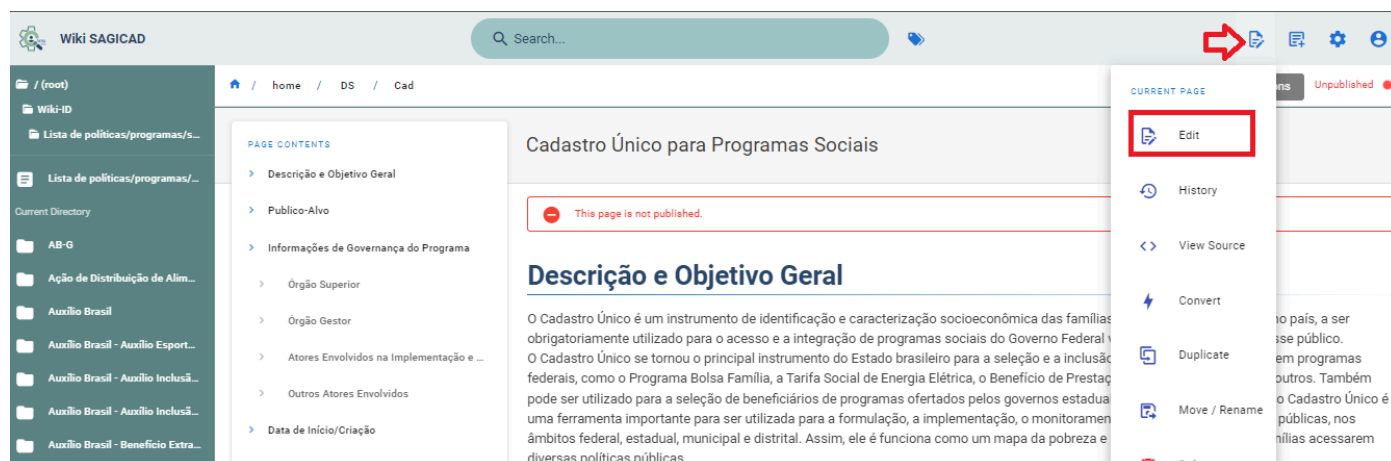 Wiki SAGICAD
Search...
/ (root)
Wiki-ID
Lista de políticas/programas/s...
Lista de políticas/programas/...
Current Directory
AB-G
Ação de Distribuição de Alim...
Auxílio Brasil
Auxílio Brasil - Auxílio Esport...
Auxílio Brasil - Auxílio Inclusã...
Auxílio Brasil - Auxílio Inclusã...
Auxílio Brasil - Benefício Extra...
/ home / DS / Cad
Unpublished
PAGE CONTENTS
Descrição e Objetivo Geral
Publico-Alvo
Informações de Governança do Programa
Órgão Superior
Órgão Gestor
Atores Envolvidos na Implementação e ...
Outros Atores Envolvidos
Data de Início/Criação
Cadastro Único para Programas Sociais
This page is not published.
Descrição e Objetivo Geral
O Cadastro Único é um instrumento de identificação e caracterização socioeconômica das famílias no país, a ser
obrigatoriamente utilizado para o acesso e a integração de programas sociais do Governo Federal sse público.
O Cadastro Único se tornou o principal instrumento do Estado brasileiro para a seleção e a inclusão em programas
federais, como o Programa Bolsa Família, a Tarifa Social de Energia Elétrica, o Benefício de Prestaç outros. Também
pode ser utilizado para a seleção de beneficiários de programas ofertados pelos governos estadua o Cadastro Único é
uma ferramenta importante para ser utilizada para a formulação, a implementação, o monitoramen públicas, nos
âmbitos federal, estadual, municipal e distrital. Assim, ele é funciona como um mapa da pobreza e nílias acessarem
diversas políticas públicas.
CURRENT PAGE
Edit
History
View Source
Convert
Duplicate
Move / Rename